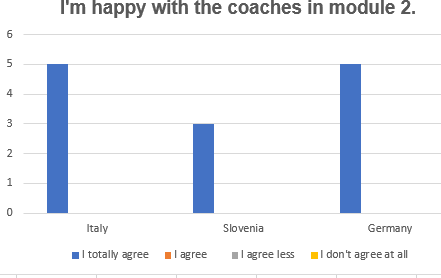 I'm happy with the coaches in module 2.
6
5
4
3
2
1
0
Italy Slovenia Germany
I totally agree I agree I agree less I don't agree at all